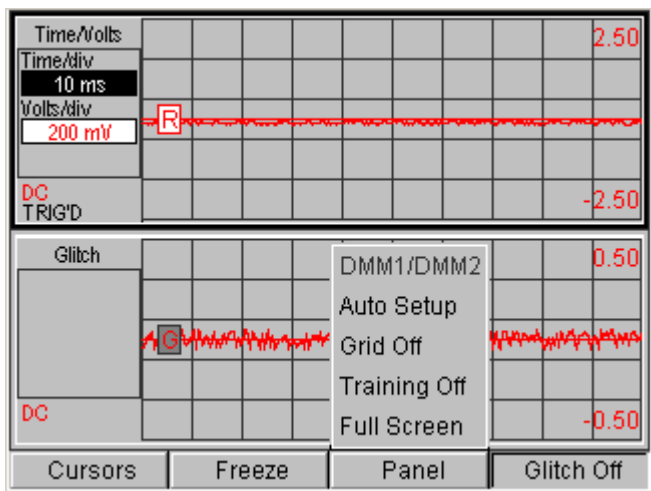 Time/Volts
2.50
Time/div
10 ms
Volts/div
200 mV
R
DC
TRIG'D
-2.50
Glitch
0.50
DMM1/DMM2
Auto Setup
Grid Off
Training Off
Full Screen
G
DC
-0.50
Cursors
Freeze
Panel
Glitch Off